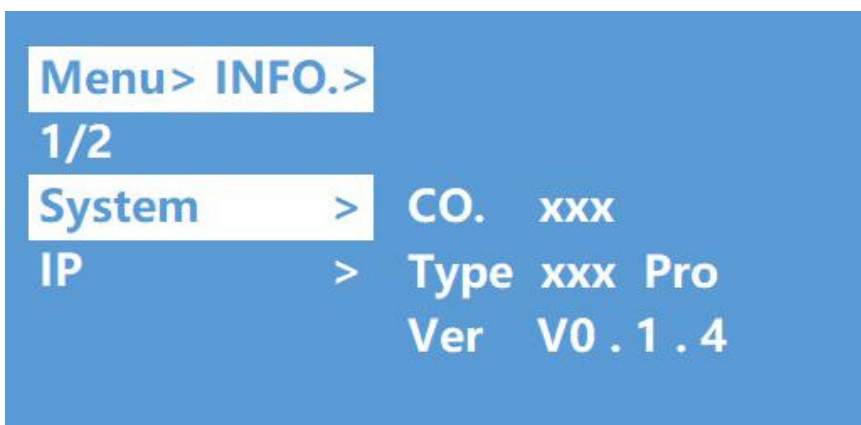 Menu> INFO.>
1/2
System > CO. xxx
IP > Type xxx Pro
Ver V0 . 1 . 4